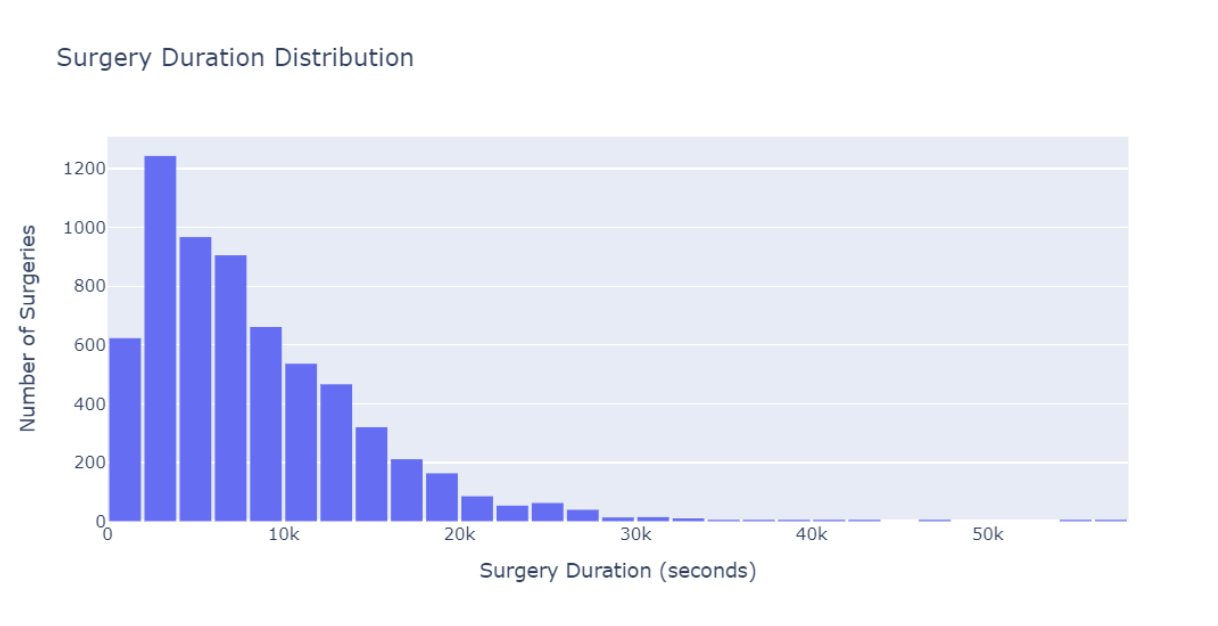 Surgery Duration Distribution
1200
1000
800
600
400
200
0
Number of Surgeries
0 10k 20k 30k 40k 50k
Surgery Duration (seconds)